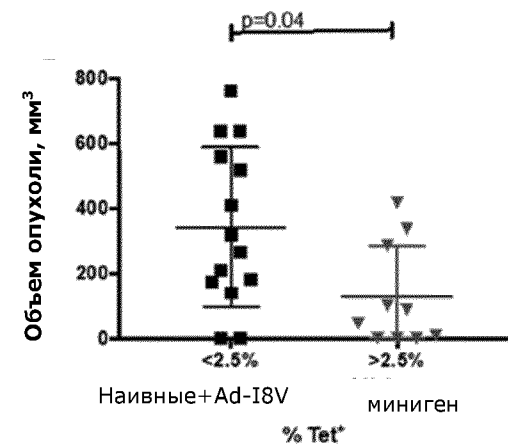 p=0.04
Объем опухоли, мм³
800
600
400
200
0
<2.5%
>2.5%
Наивные+Ad-I8V
миниген
% Tet⁺